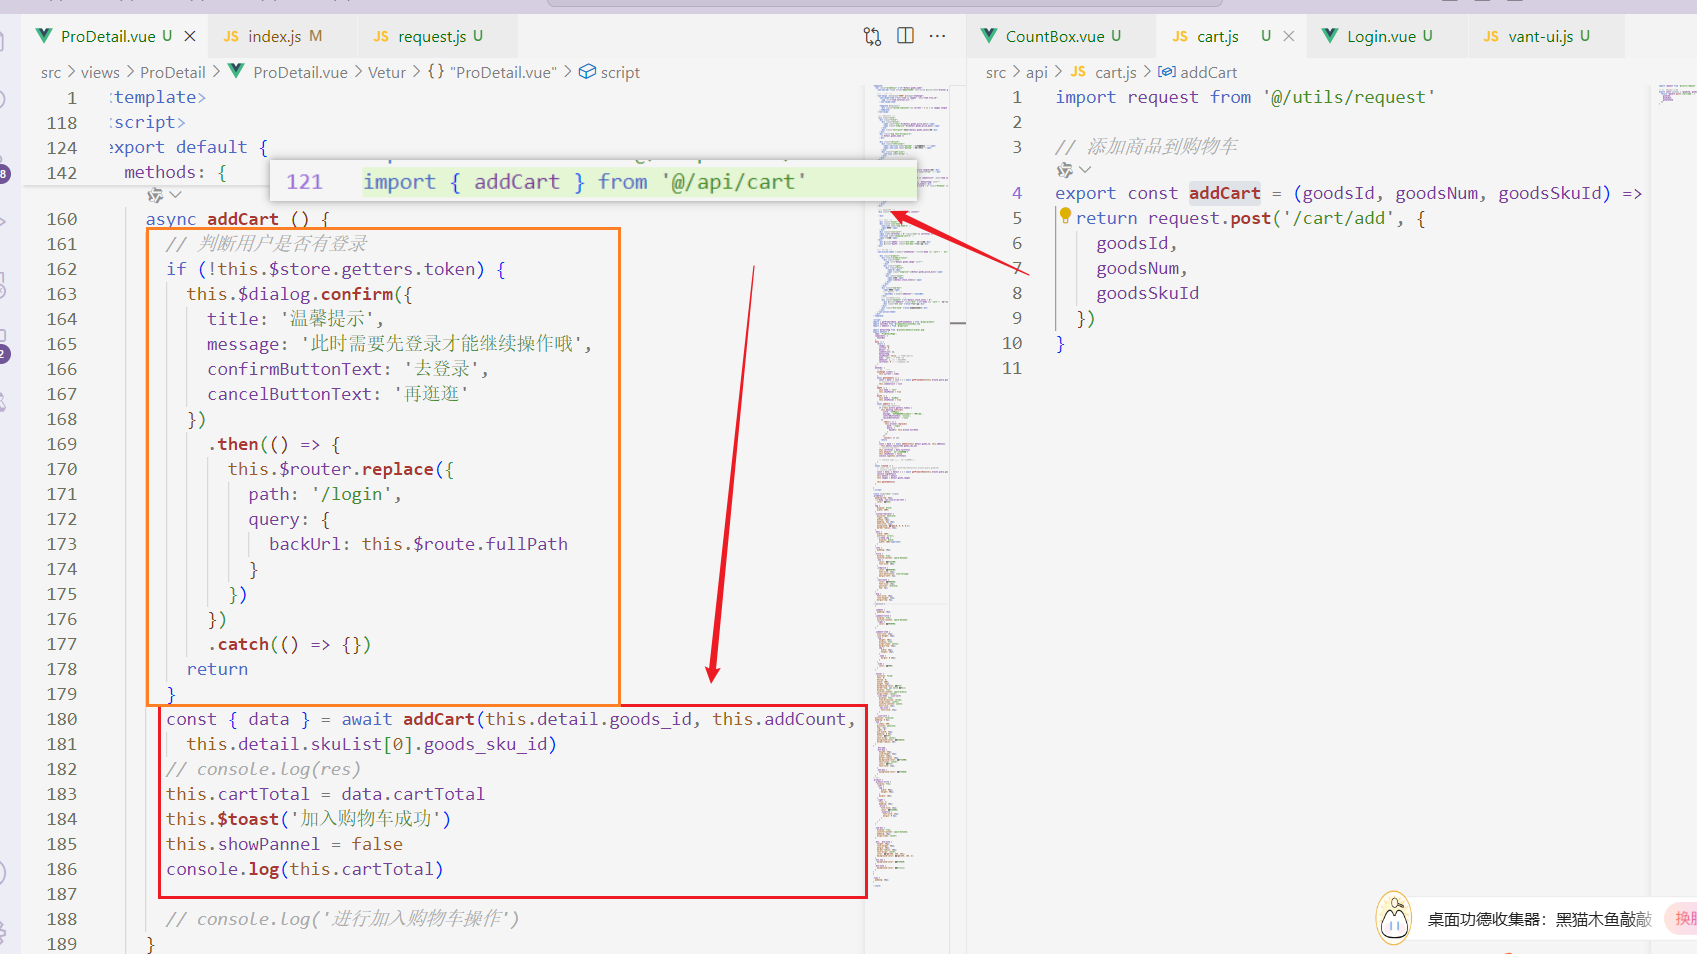 ProDetail.vue U
JS index.js M
JS request.js U
CountBox.vue U
JS cart.js U
Login.vue U
JS vant-ui.js U
src > views > ProDetail > ProDetail.vue > Vetur > {} "ProDetail.vue" > script
src > api > JS cart.js > addCart
1 <template>
118 <script>
124 export default {
142 methods: {
121 import { addCart } from '@/api/cart'
160 async addCart () {
161 // 判断用户是否有登录
162 if (!this.$store.getters.token) {
163 this.$dialog.confirm({
164 title: '温馨提示',
165 message: '此时需要先登录才能继续操作哦',
166 confirmButtonText: '去登录',
167 cancelButtonText: '再逛逛'
168 })
169 .then(() => {
170 this.$router.replace({
171 path: '/login',
172 query: {
173 backUrl: this.$route.fullPath
174 }
175 })
176 })
177 .catch(() => {})
178 return
179 }
180 const { data } = await addCart(this.detail.goods_id, this.addCount,
181 this.detail.skuList[0].goods_sku_id)
182 // console.log(res)
183 this.cartTotal = data.cartTotal
184 this.$toast('加入购物车成功')
185 this.showPannel = false
186 console.log(this.cartTotal)
187
188 // console.log('进行加入购物车操作')
189 }
1 import request from '@/utils/request'
2
3 // 添加商品到购物车
4 export const addCart = (goodsId, goodsNum, goodsSkuId) =>
5 return request.post('/cart/add', {
6 goodsId,
7 goodsNum,
8 goodsSkuId
9 })
10 }
11
8
2
桌面功德收集器：黑猫木鱼敲敲